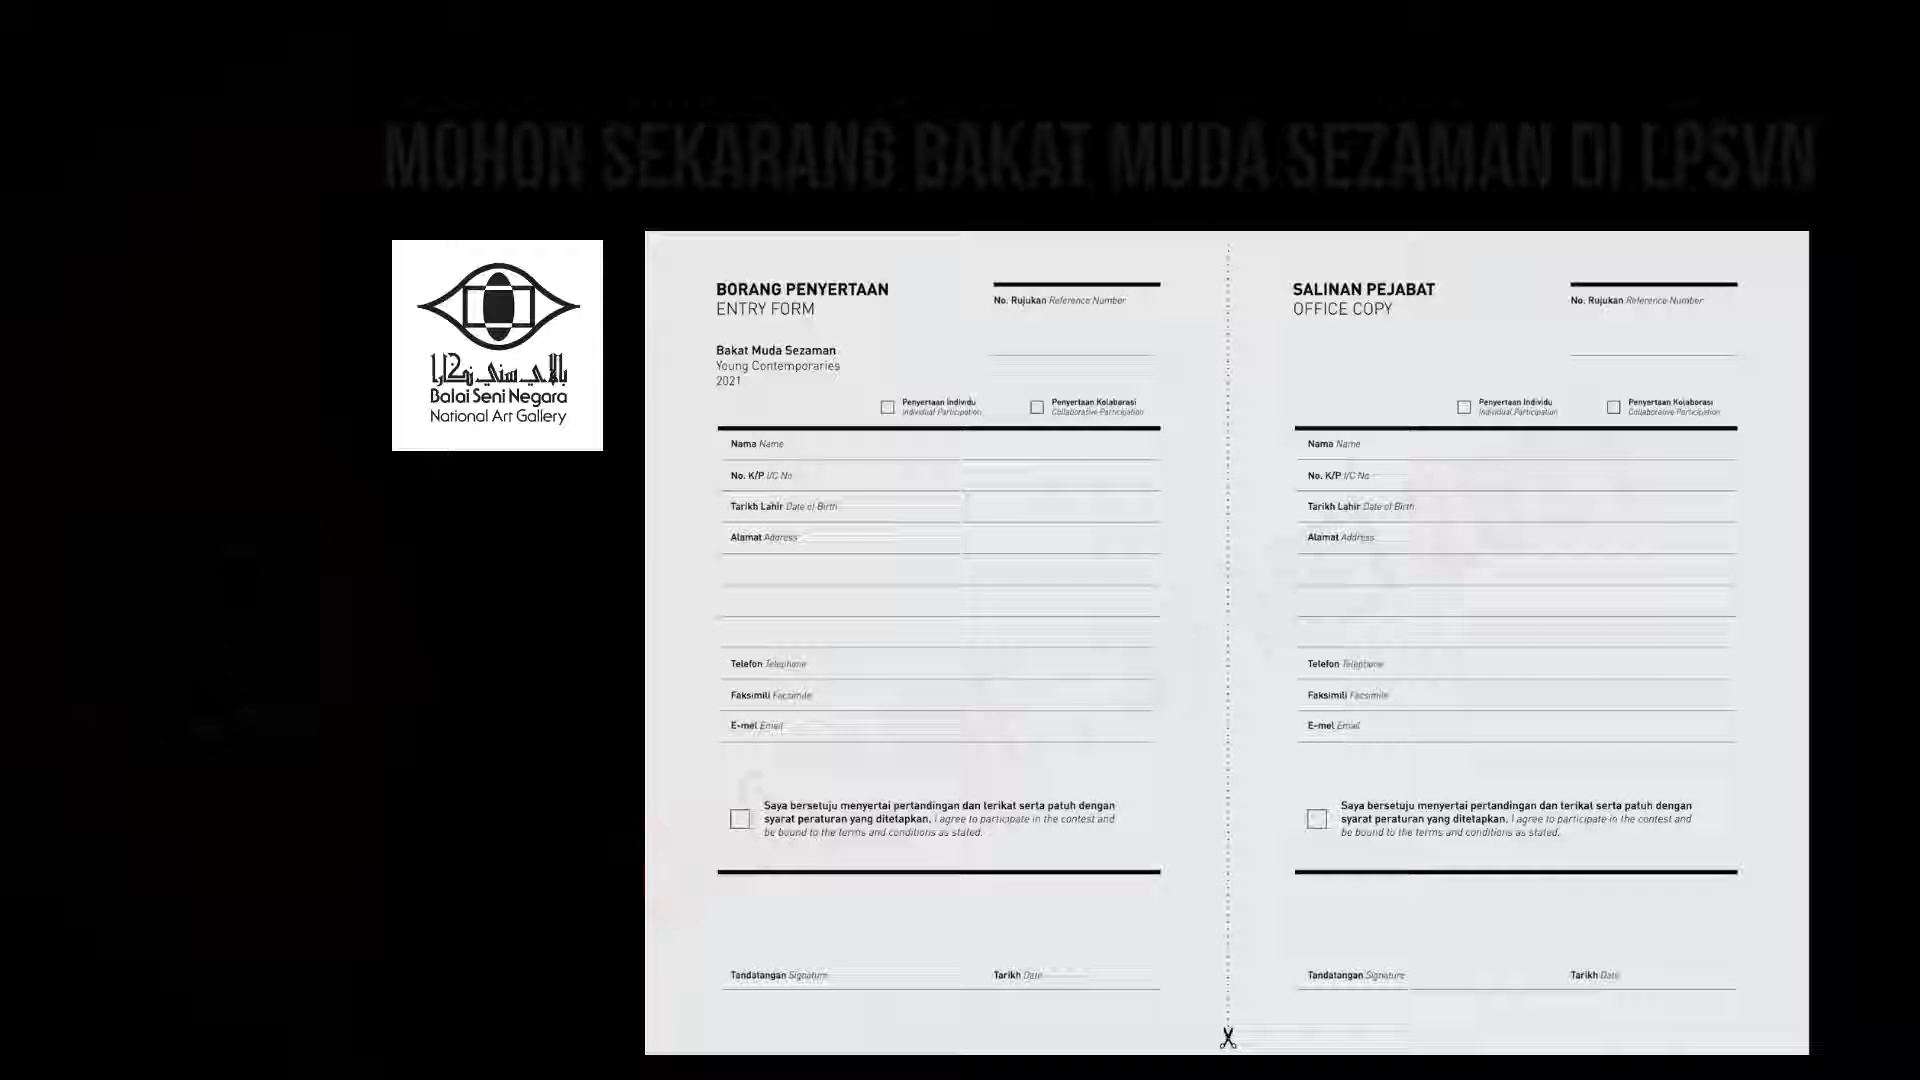 MOHON SEKARANG BAKAT MUDA SEZAMAN DI LPSVN
بالاي سني نݢارا
Balai Seni Negara
National Art Gallery
BORANG PENYERTAAN
ENTRY FORM
No. Rujukan Reference Number
Bakat Muda Sezaman
Young Contemporaries
2021
Penyertaan Individu
Individual Participation
Penyertaan Kolaborasi
Collaborative Participation
Nama Name
No. K/P I/C No
Tarikh Lahir Date of Birth
Alamat Address
Telefon Telephone
Faksimili Facsimile
E-mel Email
Saya bersetuju menyertai pertandingan dan terikat serta patuh dengan
syarat peraturan yang ditetapkan. I agree to participate in the contest and
be bound to the terms and conditions as stated.
Tandatangan Signature
Tarikh Date
SALINAN PEJABAT
OFFICE COPY
No. Rujukan Reference Number
Penyertaan Individu
Individual Participation
Penyertaan Kolaborasi
Collaborative Participation
Nama Name
No. K/P I/C No
Tarikh Lahir Date of Birth
Alamat Address
Telefon Telephone
Faksimili Facsimile
E-mel Email
Saya bersetuju menyertai pertandingan dan terikat serta patuh dengan
syarat peraturan yang ditetapkan. I agree to participate in the contest and
be bound to the terms and conditions as stated.
Tandatangan Signature
Tarikh Date